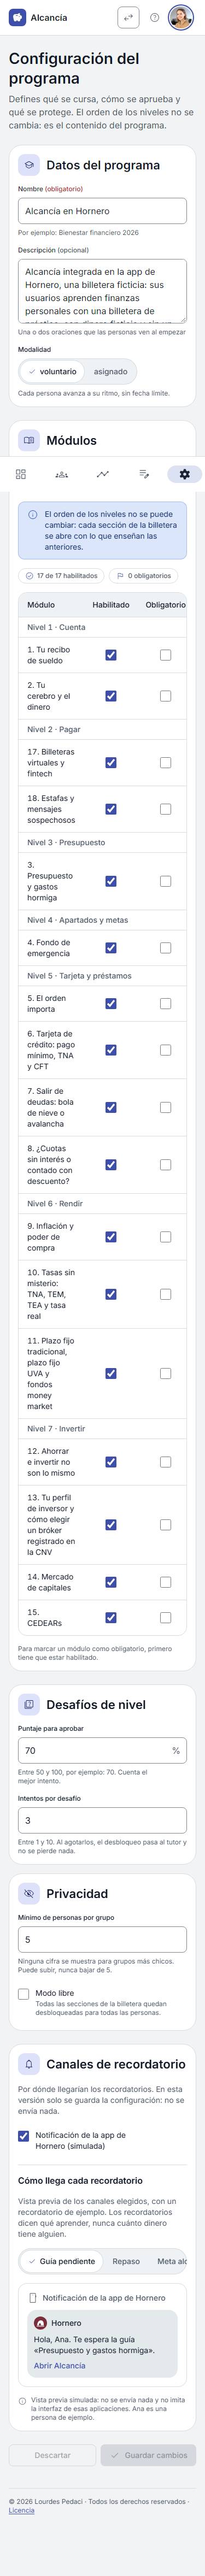 Alcancía
Configuración del
programa
Defines qué se cursa, cómo se aprueba y
qué se protege. El orden de los niveles no se
cambia: es el contenido del programa.
Datos del programa
Nombre (obligatorio)
Alcancía en Hornero
Por ejemplo: Bienestar financiero 2026
Descripción (opcional)
Alcancía integrada en la app de
Hornero, una billetera ficticia: sus
usuarios aprenden finanzas
personales con una billetera de
Una o dos oraciones que las personas ven al empezar
Modalidad
voluntario
asignado
Cada persona avanza a su ritmo, sin fecha límite.
Módulos
El orden de los niveles no se puede
cambiar: cada sección de la billetera
se abre con lo que enseñan las
anteriores.
17 de 17 habilitados
0 obligatorios
Módulo
Habilitado
Obligatorio
Nivel 1 · Cuenta
1. Tu recibo
de sueldo
2. Tu
cerebro y el
dinero
Nivel 2 · Pagar
17. Billeteras
virtuales y
fintech
18. Estafas y
mensajes
sospechosos
Nivel 3 · Presupuesto
3.
Presupuesto
y gastos
hormiga
Nivel 4 · Apartados y metas
4. Fondo de
emergencia
Nivel 5 · Tarjeta y préstamos
5. El orden
importa
6. Tarjeta de
crédito: pago
mínimo, TNA
y CFT
7. Salir de
deudas: bola
de nieve o
avalancha
8. ¿Cuotas
sin interés o
contado con
descuento?
Nivel 6 · Rendir
9. Inflación y
poder de
compra
10. Tasas sin
misterio:
TNA, TEM,
TEA y tasa
real
11. Plazo fijo
tradicional,
plazo fijo
UVA y
fondos
money
market
Nivel 7 · Invertir
12. Ahorrar
e invertir no
son lo mismo
13. Tu perfil
de inversor y
cómo elegir
un bróker
registrado en
la CNV
14. Mercado
de capitales
15.
CEDEARs
Para marcar un módulo como obligatorio, primero
tiene que estar habilitado.
Desafíos de nivel
Puntaje para aprobar
70 %
Entre 50 y 100, por ejemplo: 70. Cuenta el
mejor intento.
Intentos por desafío
3
Entre 1 y 10. Al agotarlos, el desbloqueo pasa al tutor y
no se pierde nada.
Privacidad
Mínimo de personas por grupo
5
Ninguna cifra se muestra para grupos más chicos.
Puede subir, nunca bajar de 5.
Modo libre
Todas las secciones de la billetera quedan
desbloqueadas para todas las personas.
Canales de recordatorio
Por dónde llegarían los recordatorios. En esta
versión solo se guarda la configuración: no se
envía nada.
Notificación de la app de
Hornero (simulada)
Cómo llega cada recordatorio
Vista previa de los canales elegidos, con un
recordatorio de ejemplo. Los recordatorios
dicen qué aprender, nunca cuánto dinero
tiene alguien.
Guía pendiente
Repaso
Notificación de la app de Hornero
Hornero
Hola, Ana. Te espera la guía
«Presupuesto y gastos hormiga».
Abrir Alcancía
Vista previa simulada: no se envía nada y no imita
la interfaz de esas aplicaciones. Ana es una
persona de ejemplo.
Descartar
Guardar cambios
© 2026 Lourdes Pedaci · Todos los derechos reservados ·
Licencia